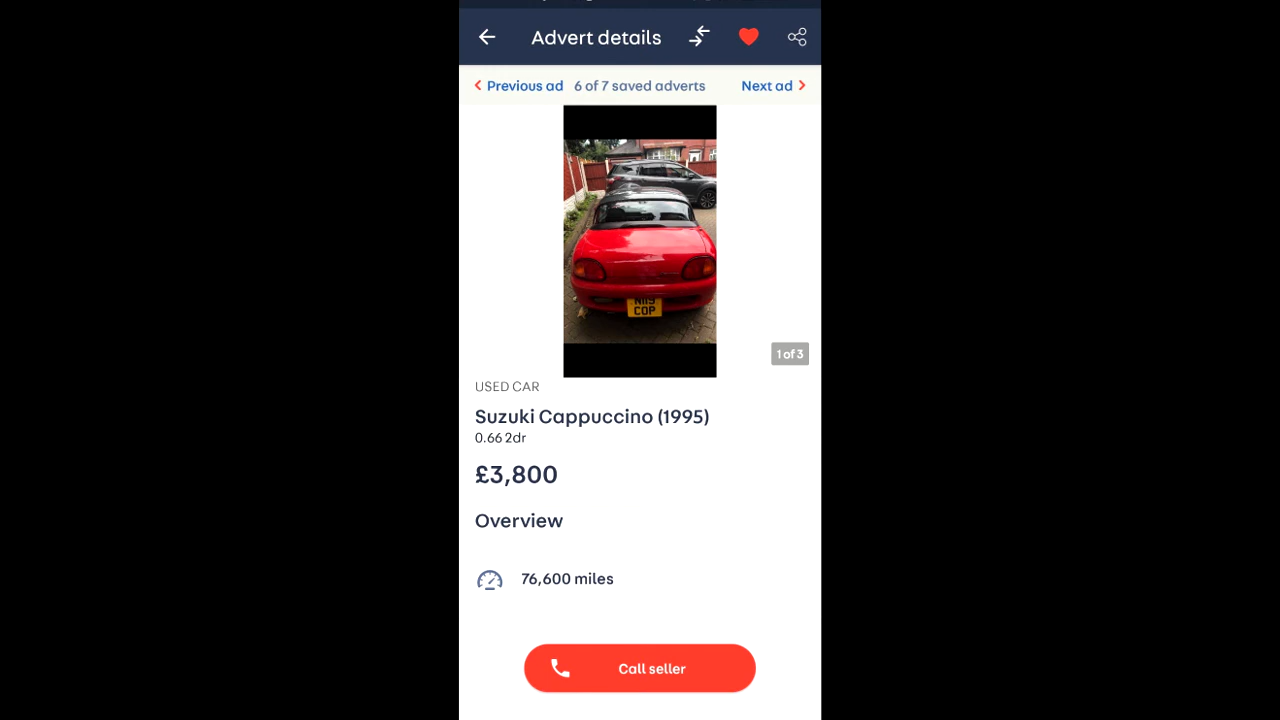 Advert details
Previous ad 6 of 7 saved adverts Next ad
COP
1 of 3
USED CAR
Suzuki Cappuccino (1995)
0.66 2dr
£3,800
Overview
76,600 miles
Call seller